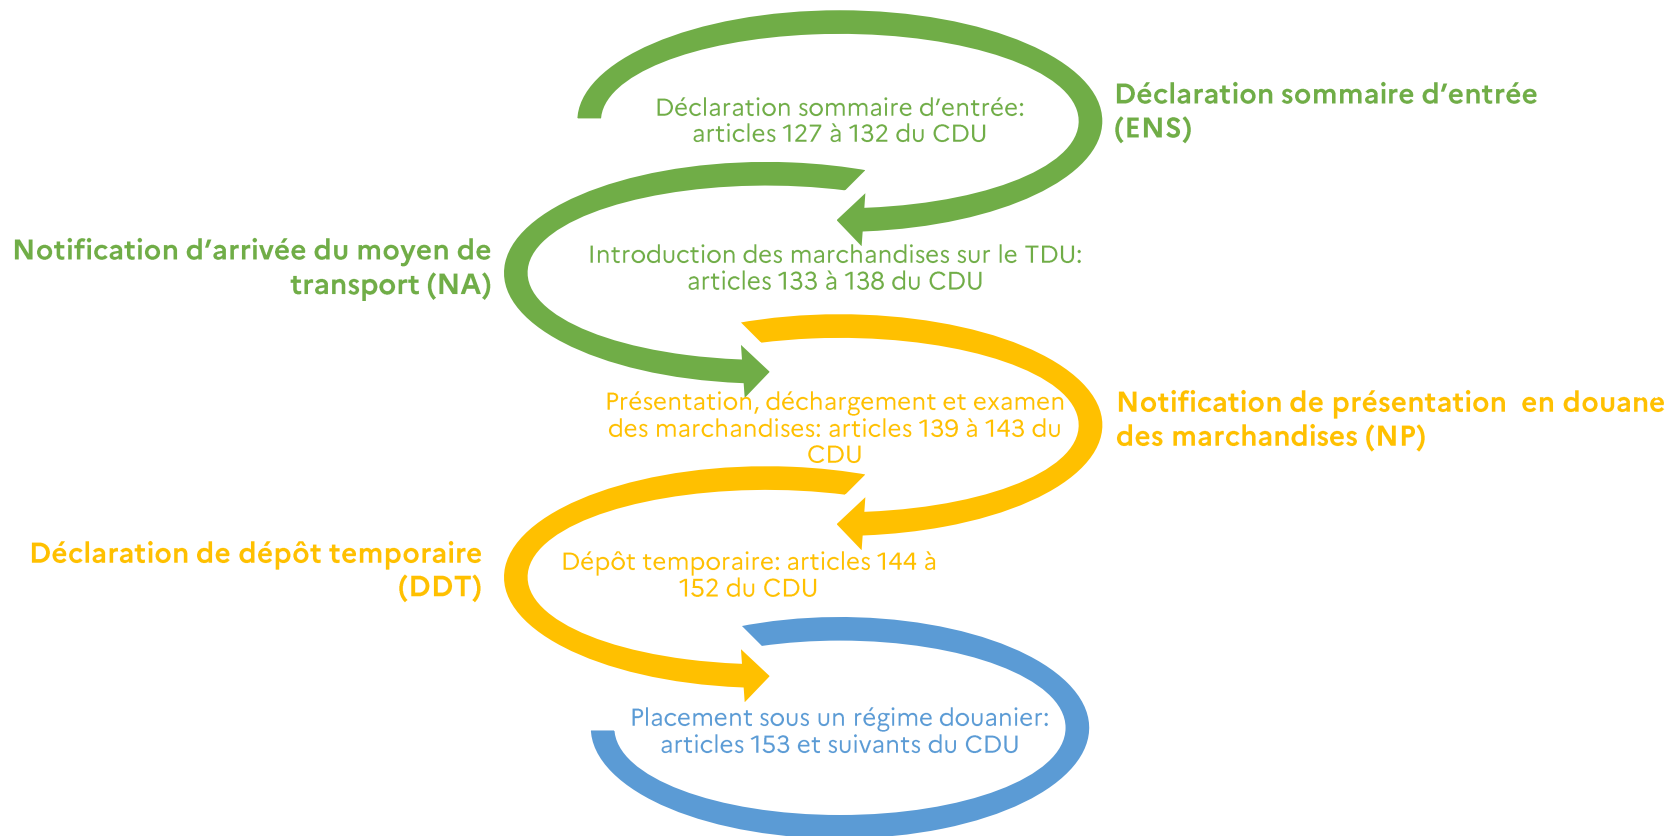 Déclaration sommaire d’entrée:
articles 127 à 132 du CDU
Déclaration sommaire d’entrée
(ENS)
Notification d’arrivée du moyen de
transport (NA)
Introduction des marchandises sur le TDU:
articles 133 à 138 du CDU
Présentation, déchargement et examen
des marchandises: articles 139 à 143 du
CDU
Notification de présentation en douane
des marchandises (NP)
Déclaration de dépôt temporaire
(DDT)
Dépôt temporaire: articles 144 à
152 du CDU
Placement sous un régime douanier:
articles 153 et suivants du CDU